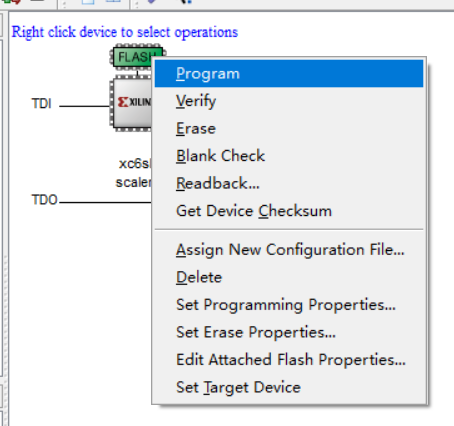 Right click device to select operations
FLASH
TDI
XILIN
xc6sl
scaler
TDO
Program
Verify
Erase
Blank Check
Readback...
Get Device Checksum
Assign New Configuration File...
Delete
Set Programming Properties...
Set Erase Properties...
Edit Attached Flash Properties...
Set Target Device